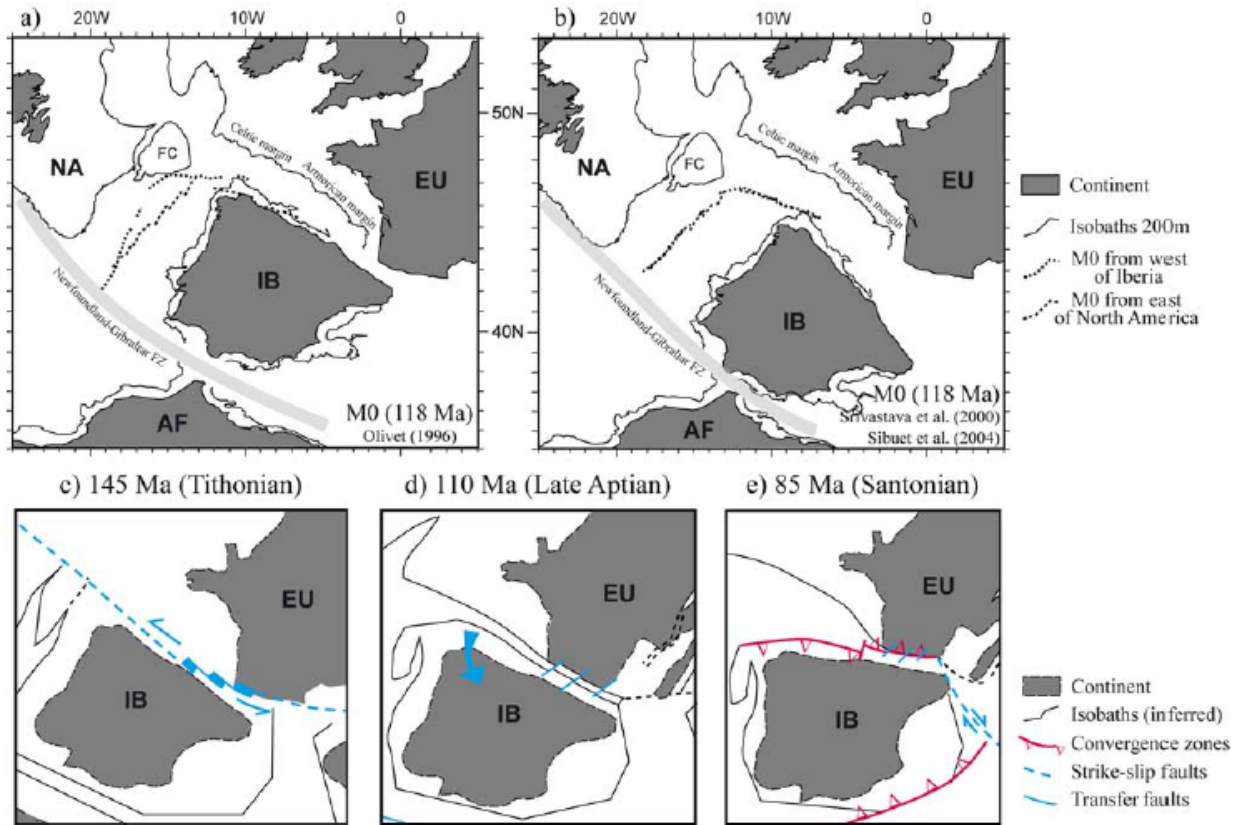 a)
20W
10W
0
b)
20W
10W
0
50N
40N
NA
FC
Celtic margin
Armorican margin
EU
IB
Newfoundland-Gibraltar FZ
AF
M0 (118 Ma)
Olivet (1996)
NA
FC
Celtic margin
Armorican margin
EU
IB
Newfoundland-Gibraltar FZ
AF
M0 (118 Ma)
Srivastava et al. (2000)
Sibuet et al. (2004)
Continent
Isobaths 200m
M0 from west
of Iberia
M0 from east
of North America
c) 145 Ma (Tithonian)
EU
IB
d) 110 Ma (Late Aptian)
EU
IB
e) 85 Ma (Santonian)
EU
IB
Continent
Isobaths (inferred)
Convergence zones
Strike-slip faults
Transfer faults